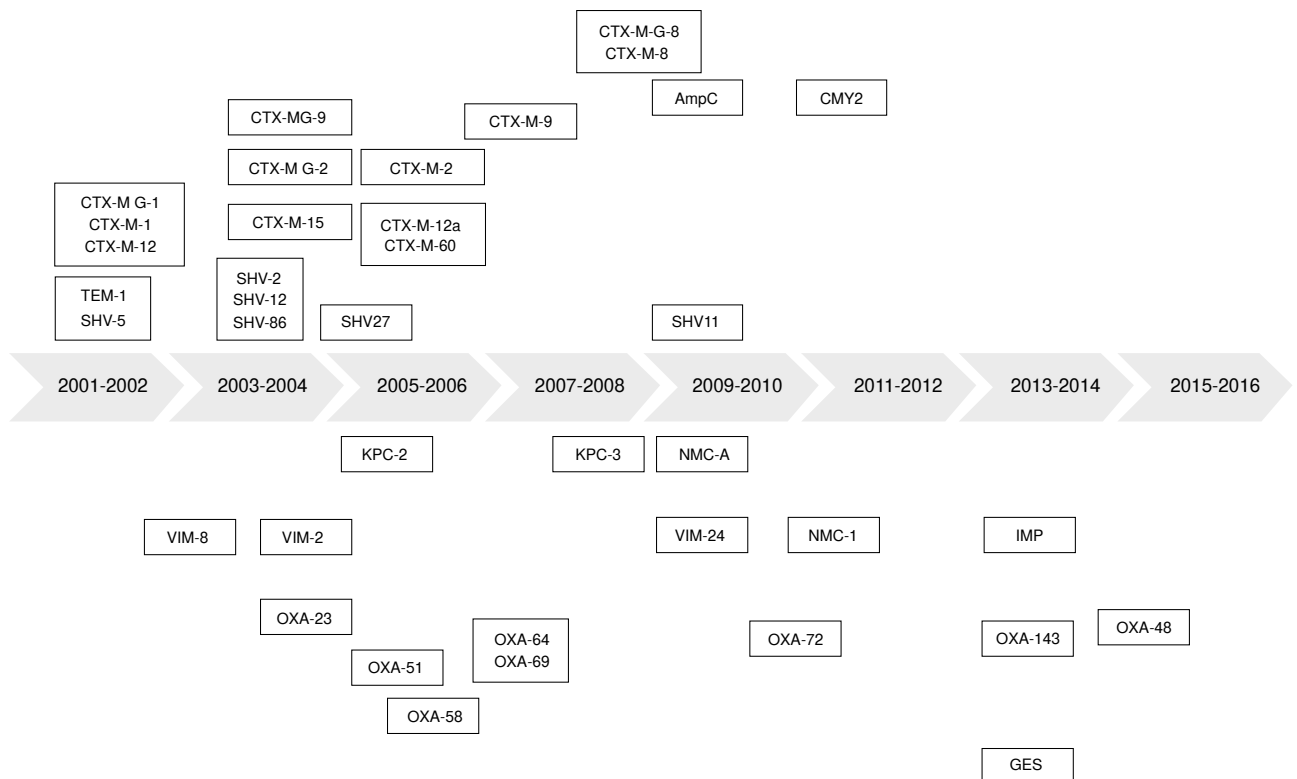 CTX-M-G-8
CTX-M-8
AmpC
CMY2
CTX-MG-9
CTX-M-9
CTX-M G-2
CTX-M-2
CTX-M G-1
CTX-M-1
CTX-M-12
CTX-M-15
CTX-M-12a
CTX-M-60
TEM-1
SHV-5
SHV-2
SHV-12
SHV-86
SHV27
SHV11
2001-2002
2003-2004
2005-2006
2007-2008
2009-2010
2011-2012
2013-2014
2015-2016
KPC-2
KPC-3
NMC-A
VIM-8
VIM-2
VIM-24
NMC-1
IMP
OXA-23
OXA-51
OXA-58
OXA-64
OXA-69
OXA-72
OXA-143
OXA-48
GES